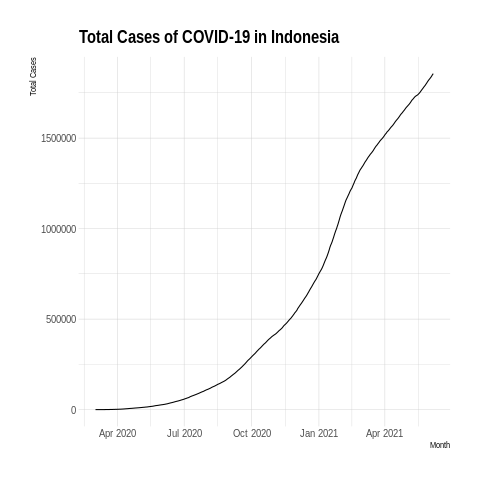 Total Cases of COVID-19 in Indonesia
Total Cases
1500000
1000000
500000
0
Apr 2020 Jul 2020 Oct 2020 Jan 2021 Apr 2021
Month